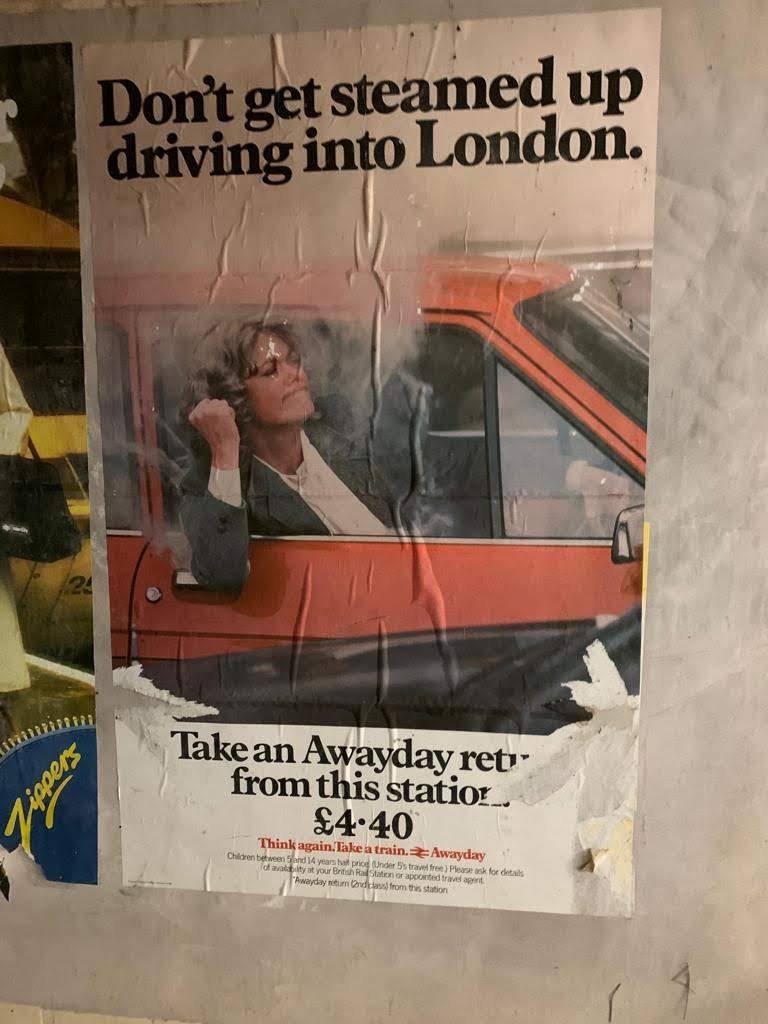 Don't get steamed up
driving into London.
Take an Awayday
from this station.
£4·40
Think again. Take a train. Awayday
Children between 5 and 14 years half price (Under 5's travel free.) Please ask for details
of availability at your British Rail Station or appointed travel agent.
*Awayday return (2nd class) from this station
Zippers
25